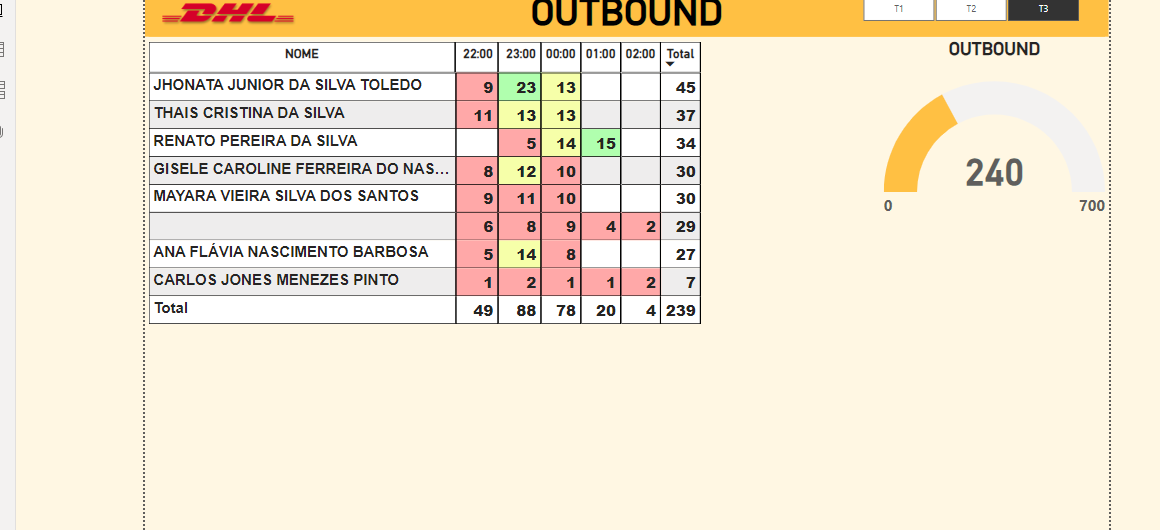 DHL OUTBOUND T1 T2 T3
NOME 22:00 23:00 00:00 01:00 02:00 Total
JHONATA JUNIOR DA SILVA TOLEDO 9 23 13 45
THAIS CRISTINA DA SILVA 11 13 13 37
RENATO PEREIRA DA SILVA 5 14 15 34
GISELE CAROLINE FERREIRA DO NAS... 8 12 10 30
MAYARA VIEIRA SILVA DOS SANTOS 9 11 10 30
6 8 9 4 2 29
ANA FLÁVIA NASCIMENTO BARBOSA 5 14 8 27
CARLOS JONES MENEZES PINTO 1 2 1 1 2 7
Total 49 88 78 20 4 239
OUTBOUND
240
0 700